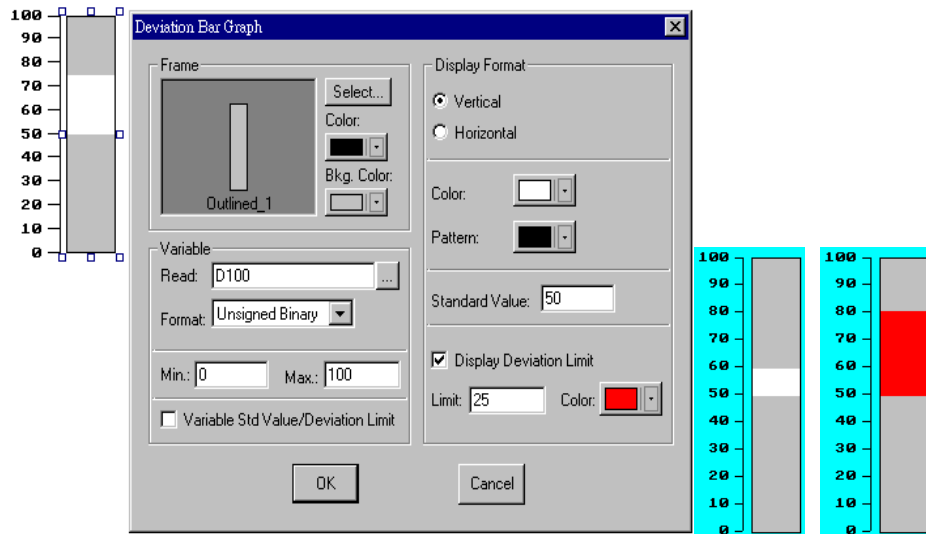 100
90
80
70
60
50
40
30
20
10
0
Deviation Bar Graph
Frame
Select...
Color:
Bkg. Color:
Outlined_1
Variable
Read: D100 ...
Format: Unsigned Binary
Min.: 0 Max.: 100
Variable Std Value/Deviation Limit
Display Format
Vertical
Horizontal
Color:
Pattern:
Standard Value: 50
Display Deviation Limit
Limit: 25 Color:
OK Cancel
100
90
80
70
60
50
40
30
20
10
0
100
90
80
70
60
50
40
30
20
10
0